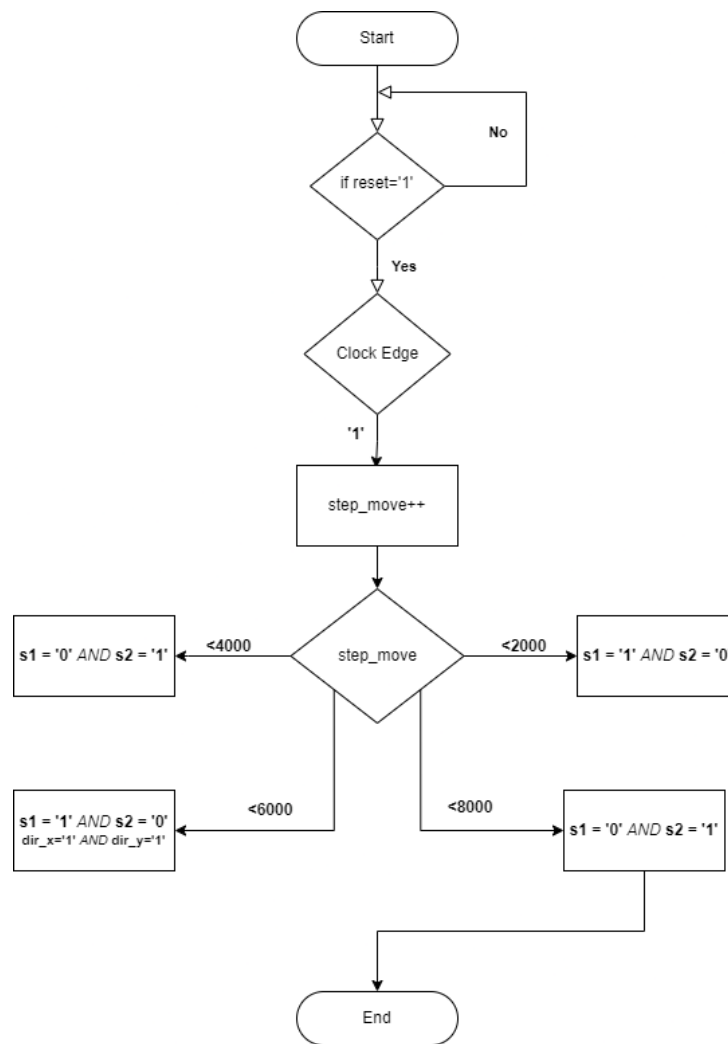 Start
No
if reset='1'
Yes
Clock Edge
'1'
step_move++
s1 = '0' AND s2 = '1'
<4000
step_move
<2000
s1 = '1' AND s2 = '0
s1 = '1' AND s2 = '0'
dir_x='1' AND dir_y='1'
<6000
<8000
s1 = '0' AND s2 = '1'
End